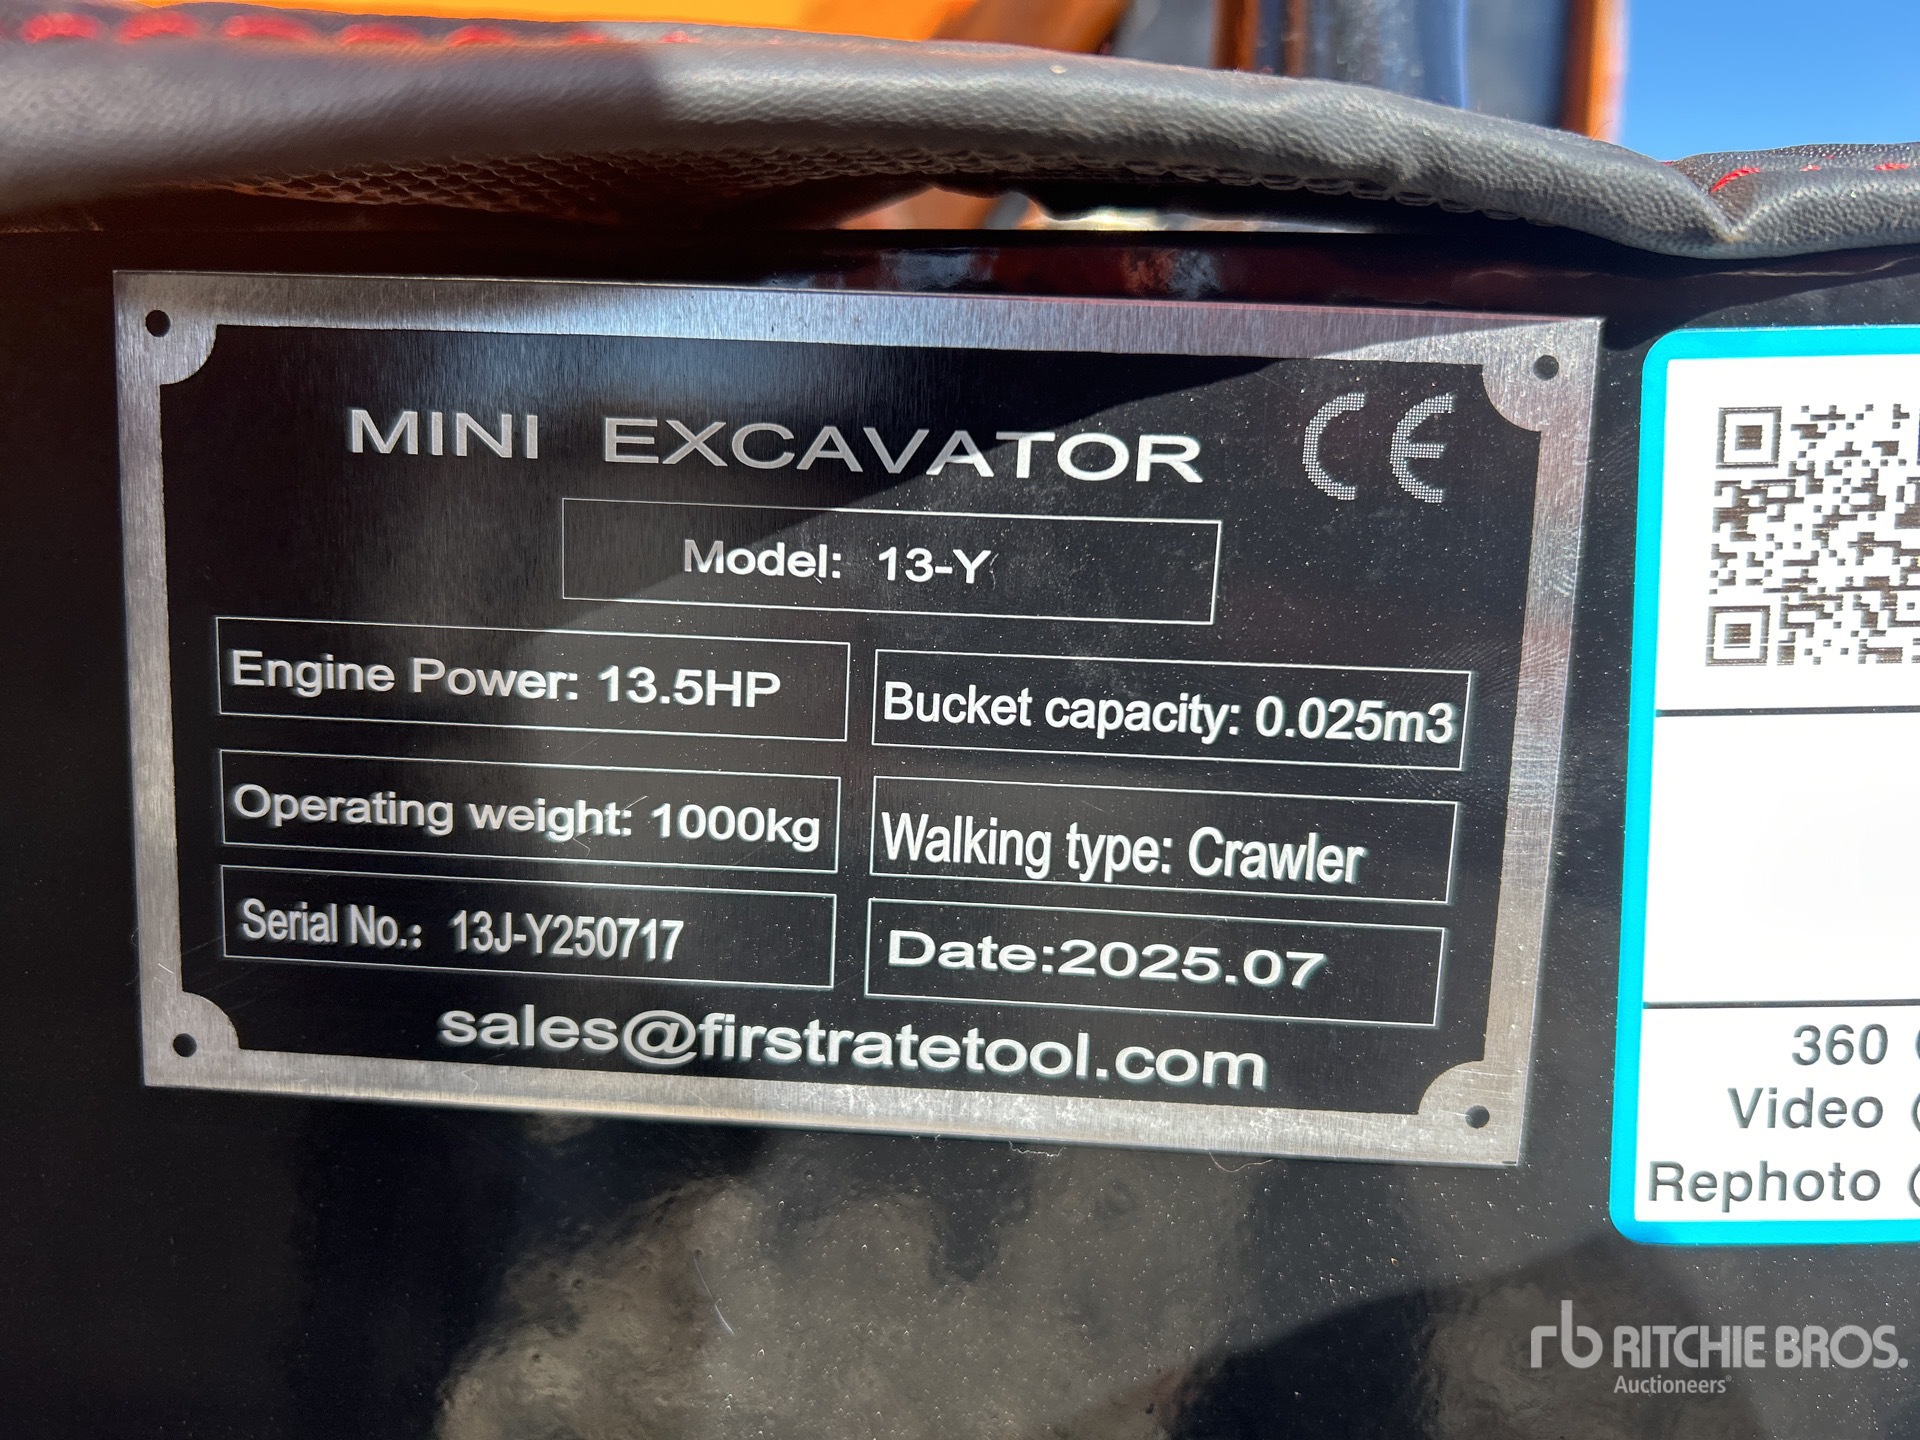 MINI EXCAVATOR CE
Model: 13-Y
Engine Power: 13.5HP
Bucket capacity: 0.025m3
Operating weight: 1000kg
Walking type: Crawler
Serial No.: 13J-Y250717
Date:2025.07
sales@firstratetool.com
360
Video
Rephoto
rb RITCHIE BROS.
Auctioneers